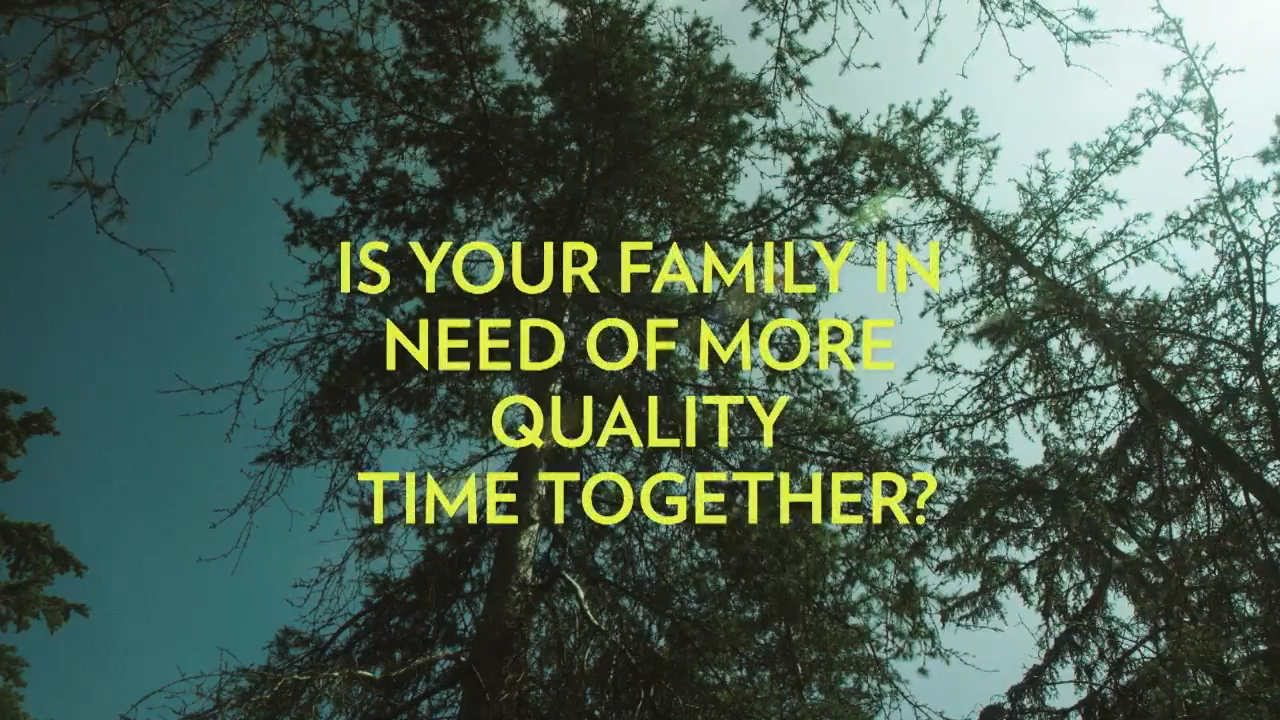 IS YOUR FAMILY IN
NEED OF MORE
QUALITY
TIME TOGETHER?